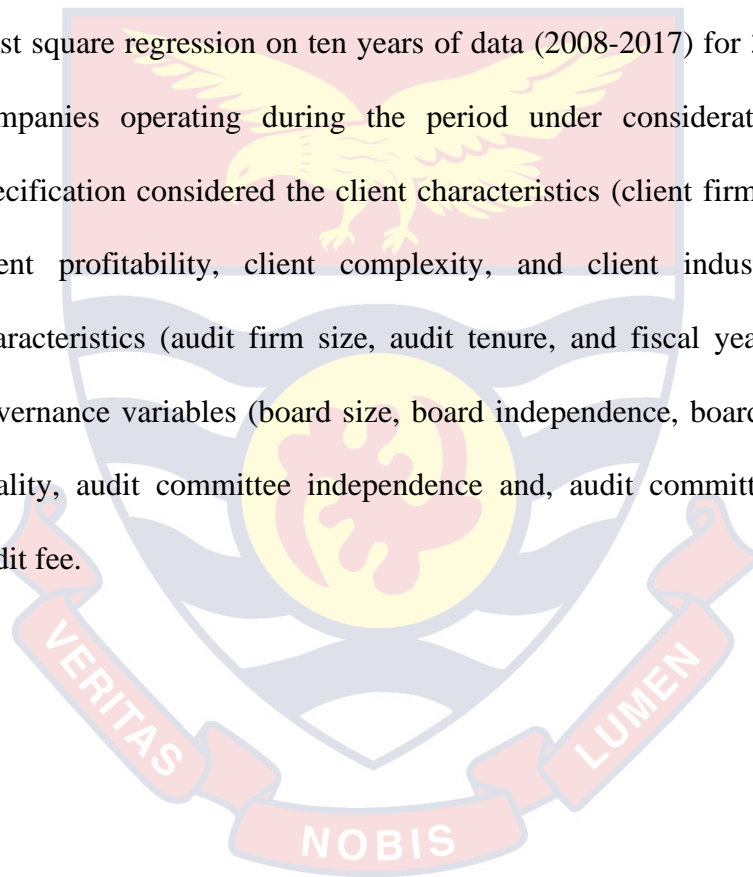 st square regression on ten years of data (2008-2017) for
mpanies operating during the period under considerat
ecification considered the client characteristics (client firm
ent profitability, client complexity, and client indus
aracteristics (audit firm size, audit tenure, and fiscal yea
vernance variables (board size, board independence, board
ality, audit committee independence and, audit committ
dit fee.
VERITAS
NOBIS
LUMEN